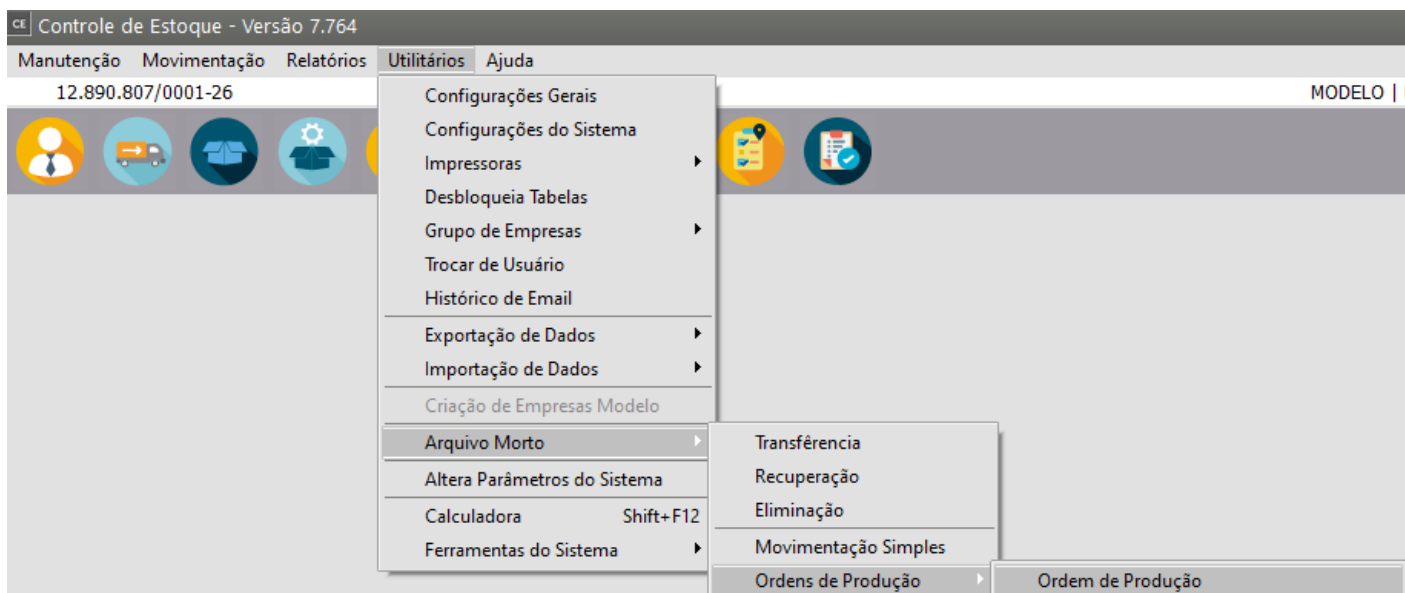 CE Controle de Estoque - Versão 7.764
Manutenção Movimentação Relatórios Utilitários Ajuda
12.890.807/0001-26 MODELO |
Configurações Gerais
Configurações do Sistema
Impressoras
Desbloqueia Tabelas
Grupo de Empresas
Trocar de Usuário
Histórico de Email
Exportação de Dados
Importação de Dados
Criação de Empresas Modelo
Arquivo Morto
Altera Parâmetros do Sistema
Calculadora Shift+F12
Ferramentas do Sistema
Transfêrencia
Recuperação
Eliminação
Movimentação Simples
Ordens de Produção
Ordem de Produção